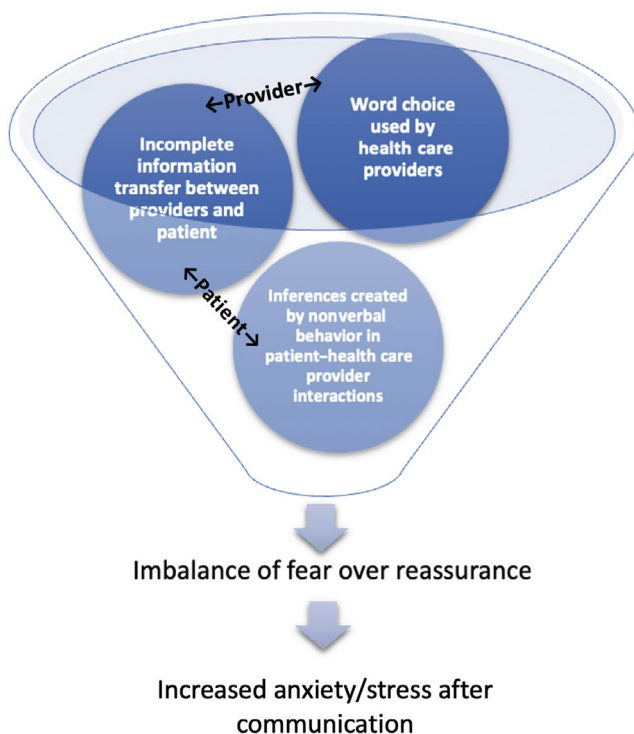 ←Provider→
Word choice
used by
health care
providers
Incomplete
information
transfer between
providers and
patient
←Patient→
Inferences created
by nonverbal
behavior in
patient–health care
provider
interactions
Imbalance of fear over reassurance
Increased anxiety/stress after
communication